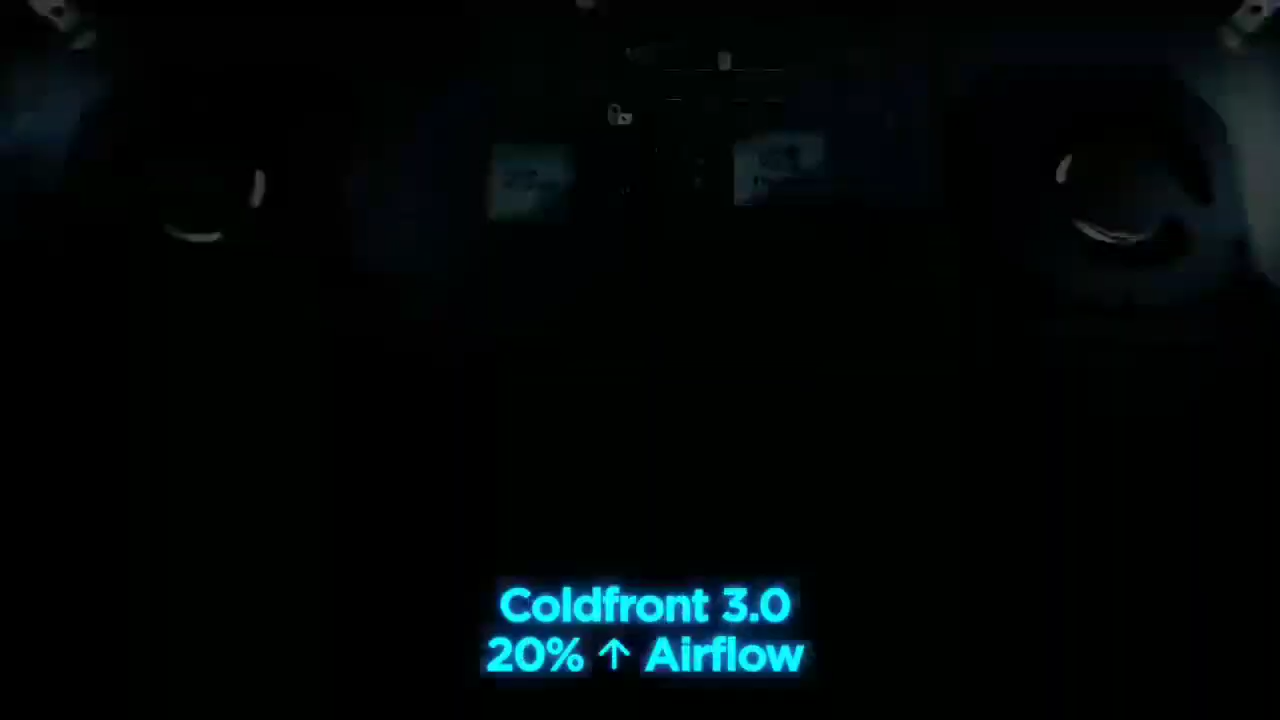 Coldfront 3.0
20% ↑ Airflow